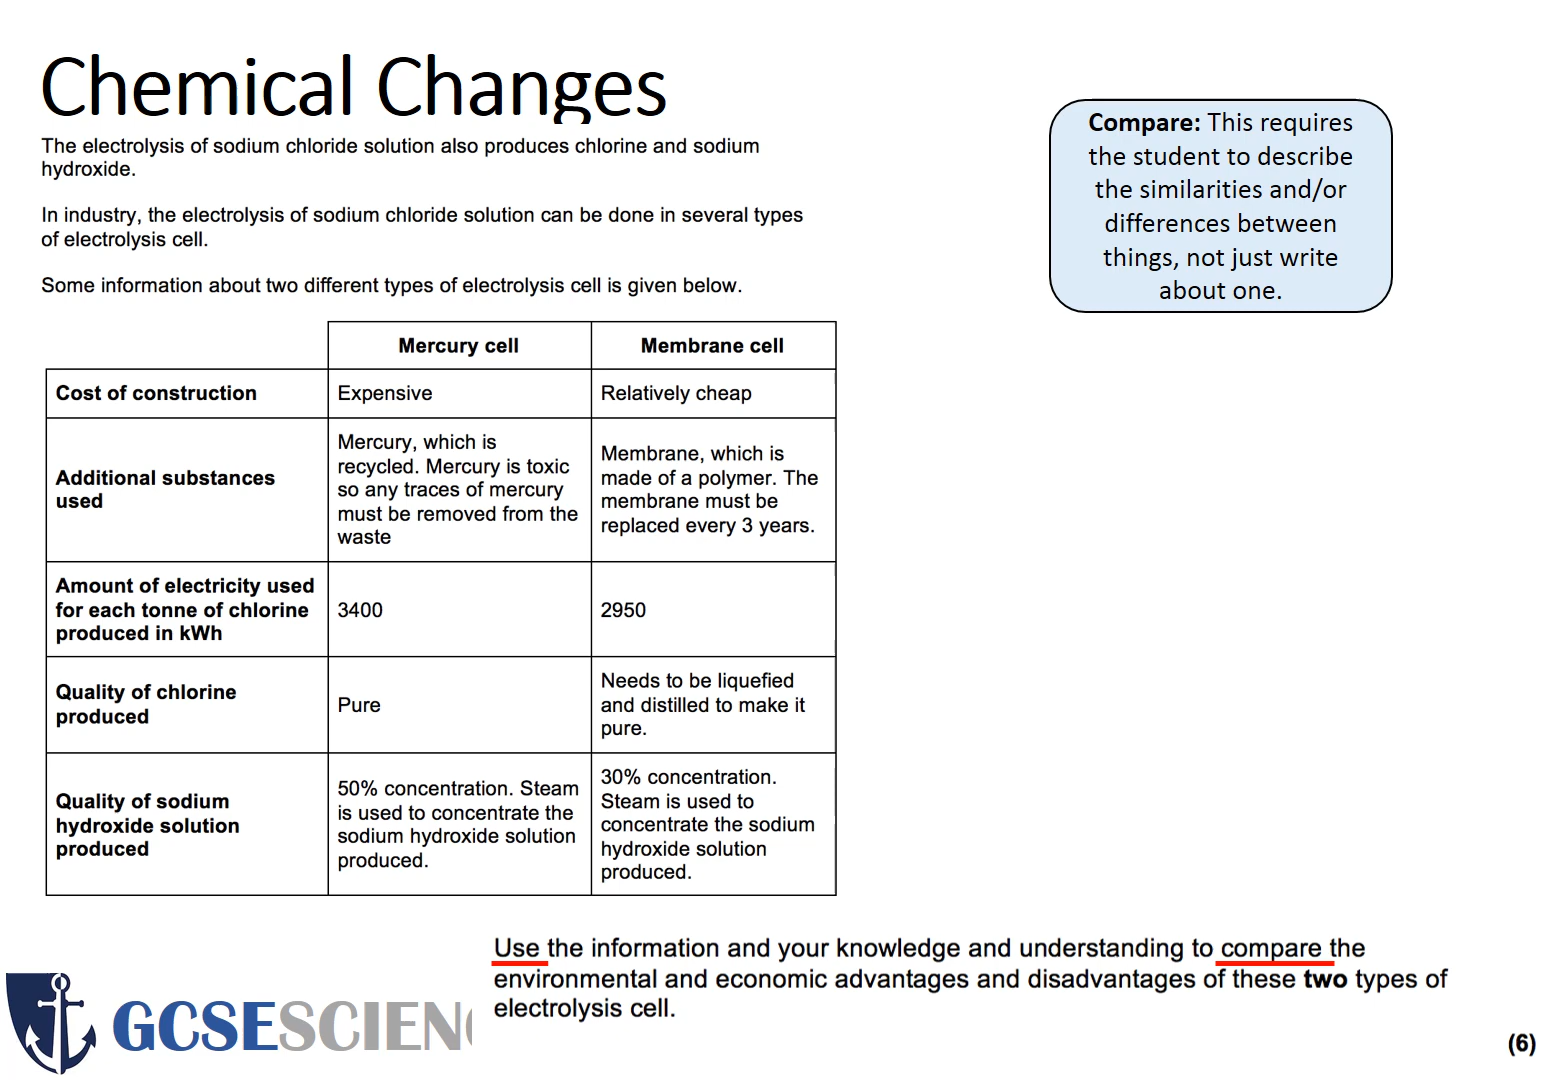 Chemical Changes
The electrolysis of sodium chloride solution also produces chlorine and sodium
hydroxide.
In industry, the electrolysis of sodium chloride solution can be done in several types
of electrolysis cell.
Some information about two different types of electrolysis cell is given below.
Compare: This requires
the student to describe
the similarities and/or
differences between
things, not just write
about one.
Mercury cell
Membrane cell
Cost of construction
Expensive
Relatively cheap
Additional substances
used
Mercury, which is
recycled. Mercury is toxic
so any traces of mercury
must be removed from the
waste
Membrane, which is
made of a polymer. The
membrane must be
replaced every 3 years.
Amount of electricity used
for each tonne of chlorine
produced in kWh
3400
2950
Quality of chlorine
produced
Pure
Needs to be liquefied
and distilled to make it
pure.
Quality of sodium
hydroxide solution
produced
50% concentration. Steam
is used to concentrate the
sodium hydroxide solution
produced.
30% concentration.
Steam is used to
concentrate the sodium
hydroxide solution
produced.
Use the information and your knowledge and understanding to compare the
environmental and economic advantages and disadvantages of these two types of
electrolysis cell.
(6)
GCSESCIEN